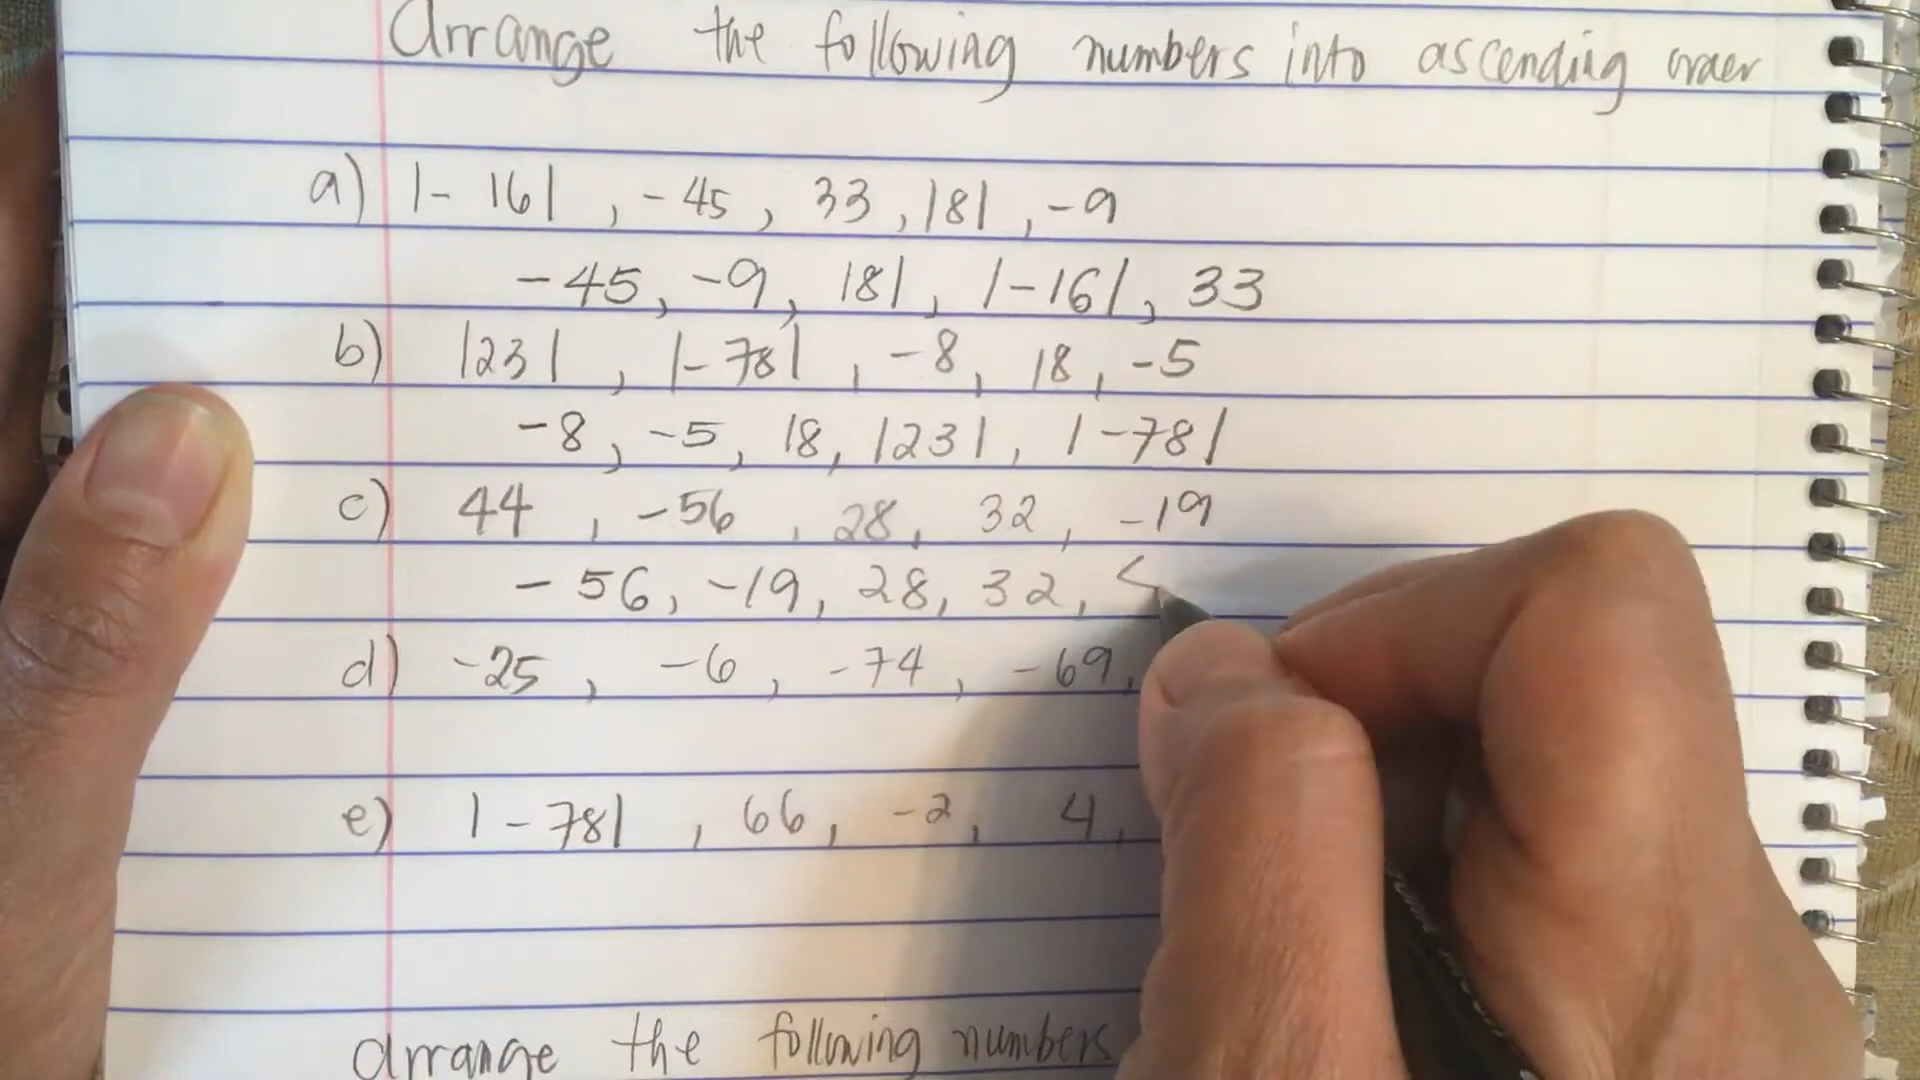 Arrange the following numbers into ascending order
a) |-16| , -45, 33, |8|, -9
-45, -9, |8|, |-16|, 33
b) |23|, |-78|, -8, 18, -5
-8, -5, 18, |23|, |-78|
c) 44, -56, 28, 32, -19
-56, -19, 28, 32,
d) -25, -6, -74, -69,
e) |-78|, 66, -2, 4,
arrange the following numbers